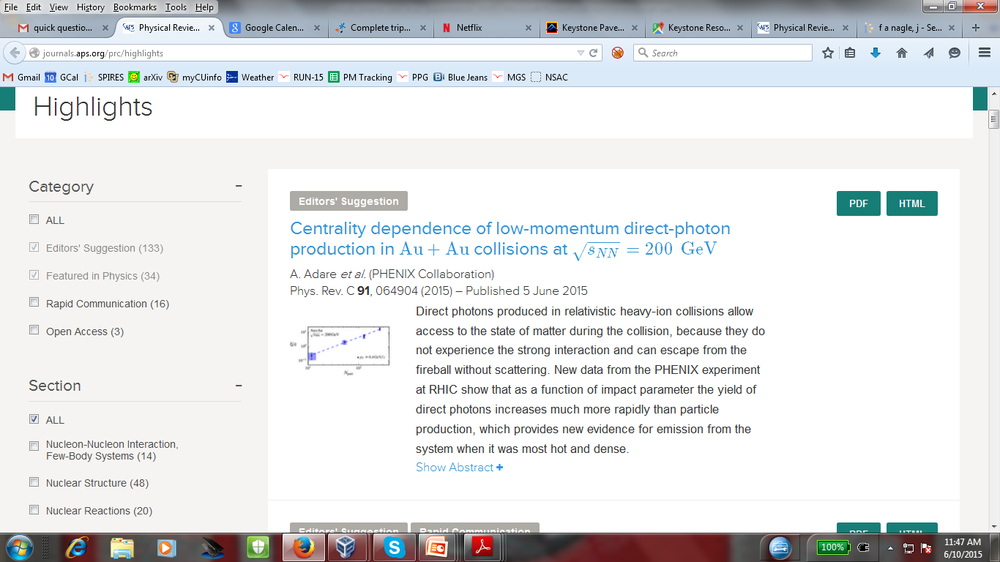 File Edit View History Bookmarks Tools Help
quick questio... Physical Revie... Google Calen... Complete trip... Netflix Keystone Pave... Keystone Reso... Physical Revie... f a nagle, j - Se...
journals.aps.org/prc/highlights Search
Gmail GCal SPIRES arXiv myCUinfo Weather RUN-15 PM Tracking PPG Blue Jeans MGS NSAC
Highlights
Category
ALL
Editors' Suggestion (133)
Featured in Physics (34)
Rapid Communication (16)
Open Access (3)
Section
ALL
Nucleon-Nucleon Interaction,
Few-Body Systems (14)
Nuclear Structure (48)
Nuclear Reactions (20)
Editors' Suggestion
PDF HTML
Centrality dependence of low-momentum direct-photon
production in Au + Au collisions at √sNN = 200 GeV
A. Adare et al. (PHENIX Collaboration)
Phys. Rev. C 91, 064904 (2015) – Published 5 June 2015
Direct photons produced in relativistic heavy-ion collisions allow
access to the state of matter during the collision, because they do
not experience the strong interaction and can escape from the
fireball without scattering. New data from the PHENIX experiment
at RHIC show that as a function of impact parameter the yield of
direct photons increases much more rapidly than particle
production, which provides new evidence for emission from the
system when it was most hot and dense.
Show Abstract +
Editors' Suggestion Rapid Communication
PDF HTML
100%
11:47 AM
6/10/2015